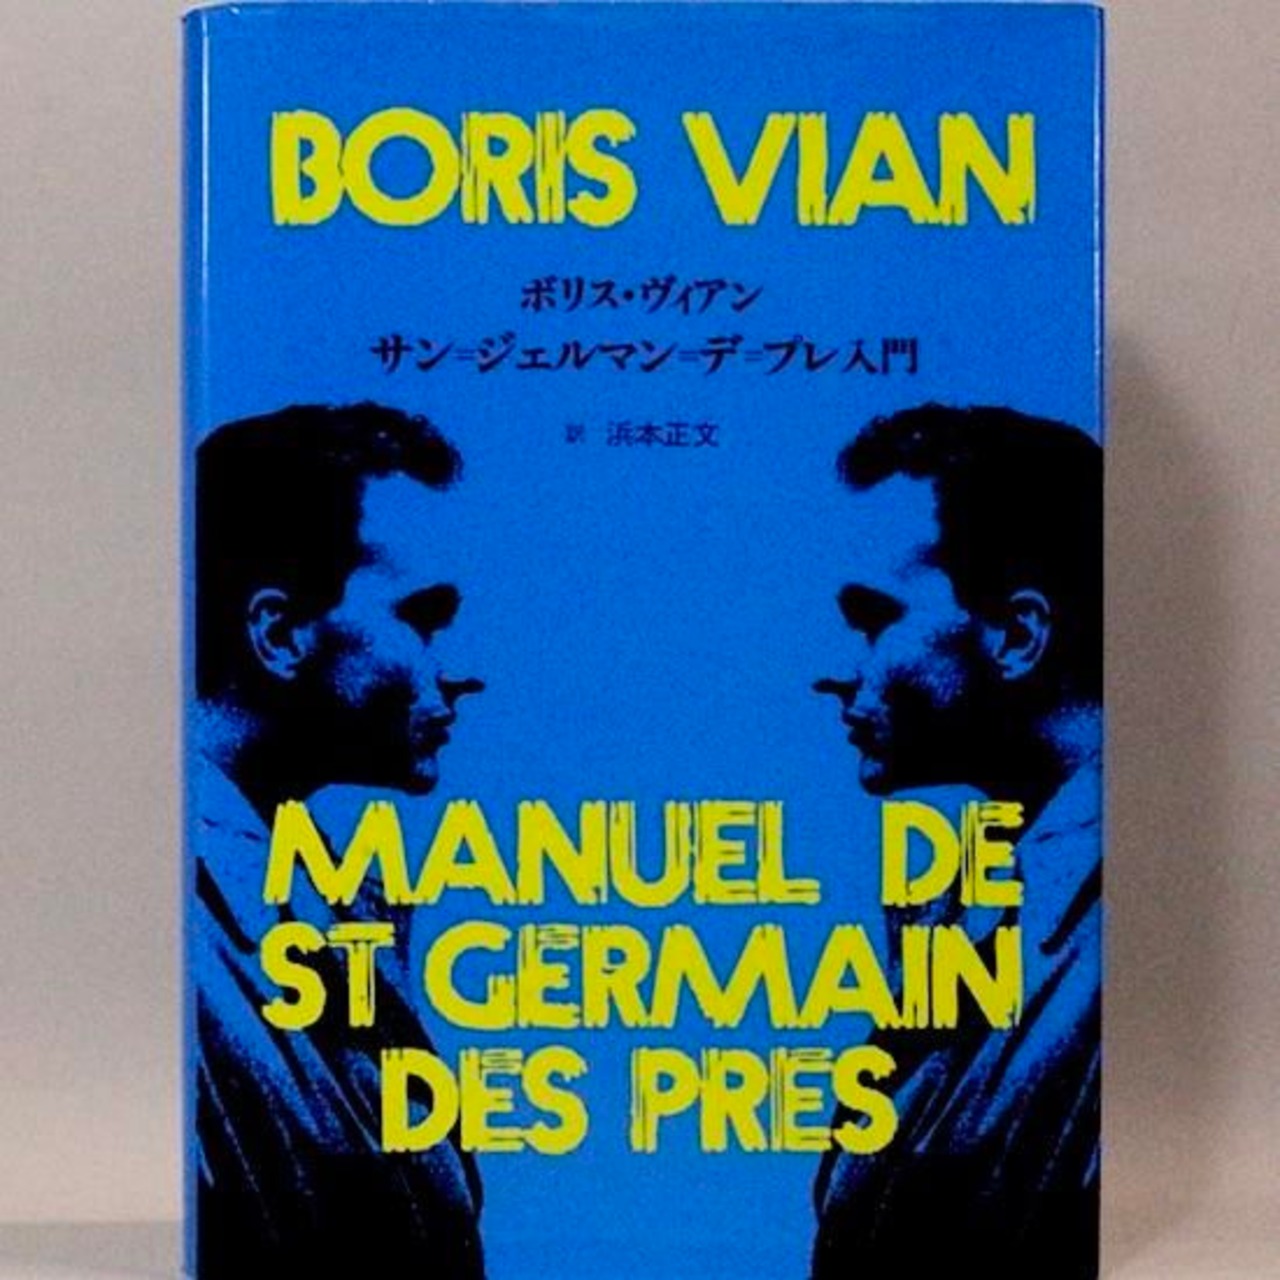 BORIS VIAN
ボリス・ヴィアン
サン=ジェルマン=デ=プレ入門
訳 浜本正文
MANUEL DE
ST GERMAIN
DES PRES